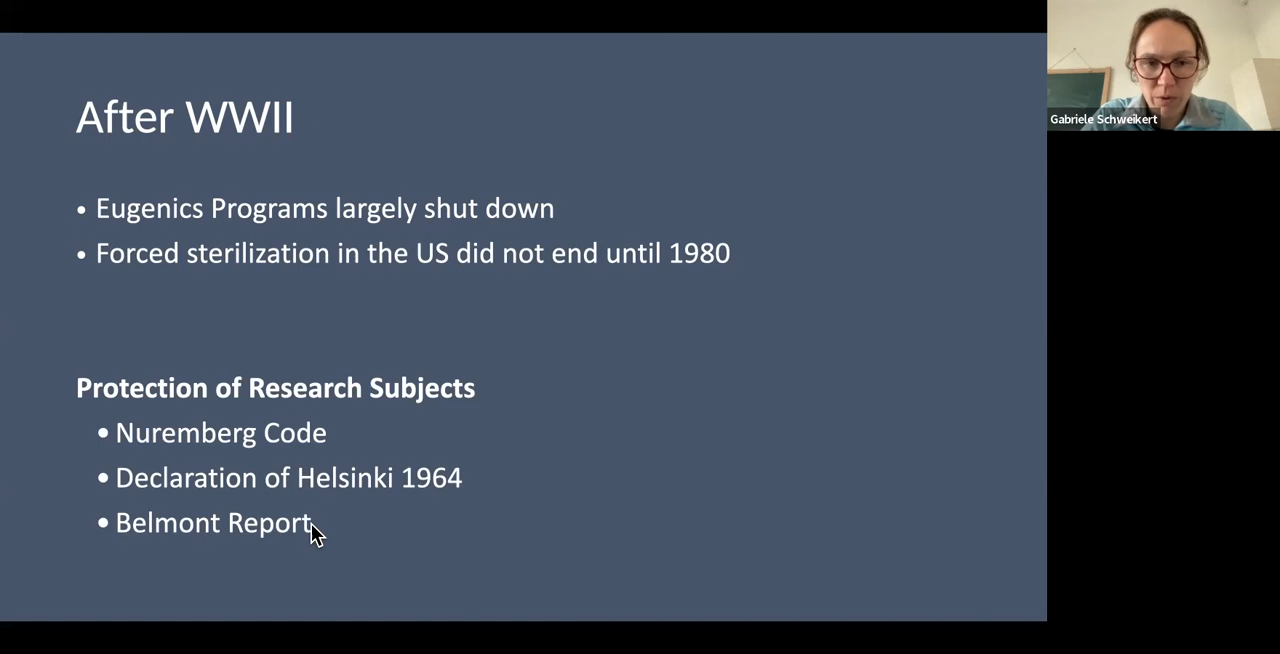 After WWII
• Eugenics Programs largely shut down
• Forced sterilization in the US did not end until 1980
Protection of Research Subjects
• Nuremberg Code
• Declaration of Helsinki 1964
• Belmont Report
Gabriele Schweikert